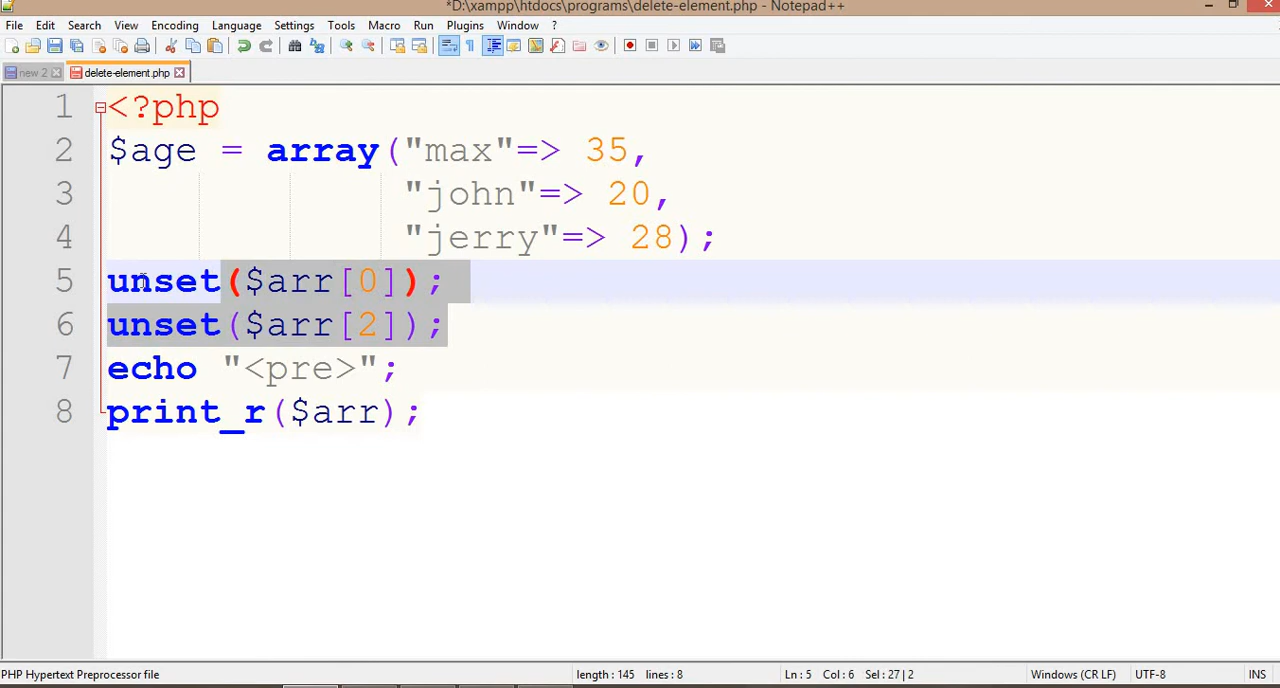 *D:\xampp\htdocs\programs\delete-element.php - Notepad++
File Edit Search View Encoding Language Settings Tools Macro Run Plugins Window ?
new 2 delete-element.php
1 <?php
2 $age = array("max"=> 35,
3 "john"=> 20,
4 "jerry"=> 28);
5 unset($arr[0]);
6 unset($arr[2]);
7 echo "<pre>";
8 print_r($arr);
PHP Hypertext Preprocessor file length : 145 lines : 8 Ln : 5 Col : 6 Sel : 27 | 2 Windows (CR LF) UTF-8 INS